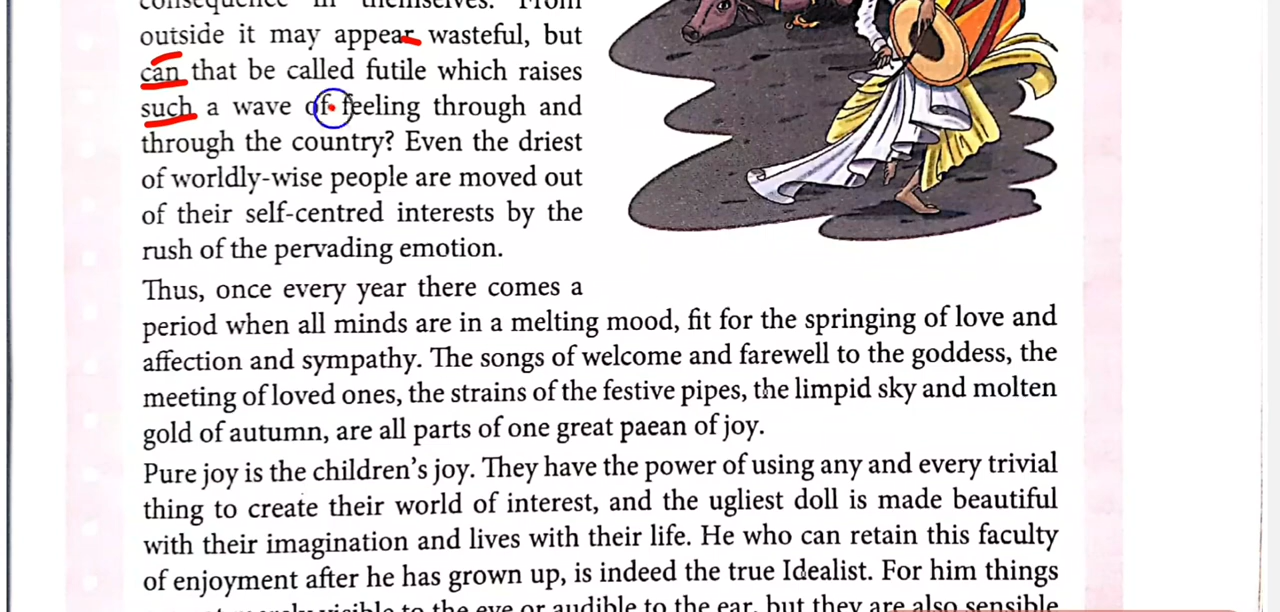 consequence in themselves. From
outside it may appear wasteful, but
can that be called futile which raises
such a wave of feeling through and
through the country? Even the driest
of worldly-wise people are moved out
of their self-centred interests by the
rush of the pervading emotion.
Thus, once every year there comes a
period when all minds are in a melting mood, fit for the springing of love and
affection and sympathy. The songs of welcome and farewell to the goddess, the
meeting of loved ones, the strains of the festive pipes, the limpid sky and molten
gold of autumn, are all parts of one great paean of joy.
Pure joy is the children's joy. They have the power of using any and every trivial
thing to create their world of interest, and the ugliest doll is made beautiful
with their imagination and lives with their life. He who can retain this faculty
of enjoyment after he has grown up, is indeed the true Idealist. For him things
merely visible to the eye or audible to the ear, but they are also sensible